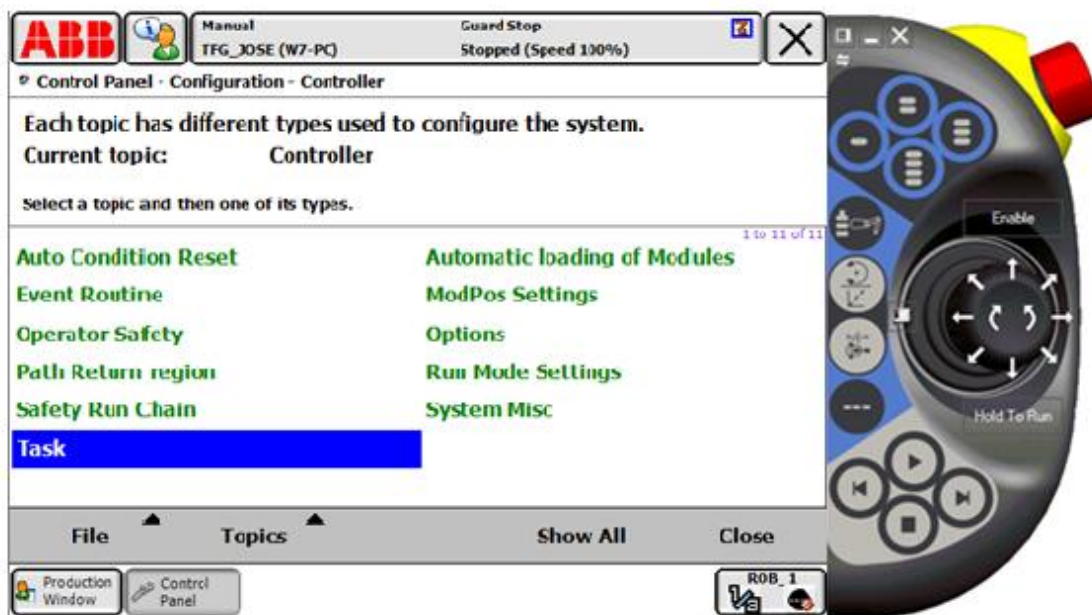 ABB
Manual
TFG_JOSE (W7-PC)
Guard Stop
Stopped (Speed 100%)
Control Panel - Configuration - Controller
Each topic has different types used to configure the system.
Current topic: Controller
Select a topic and then one of its types.
1 to 11 of 11
Auto Condition Reset
Automatic loading of Modules
Event Routine
ModPos Settings
Operator Safety
Options
Path Return region
Run Mode Settings
Safety Run Chain
System Misc
Task
File
Topics
Show All
Close
Production
Window
Control
Panel
ROB_1
1/3
Enable
Hold To Run